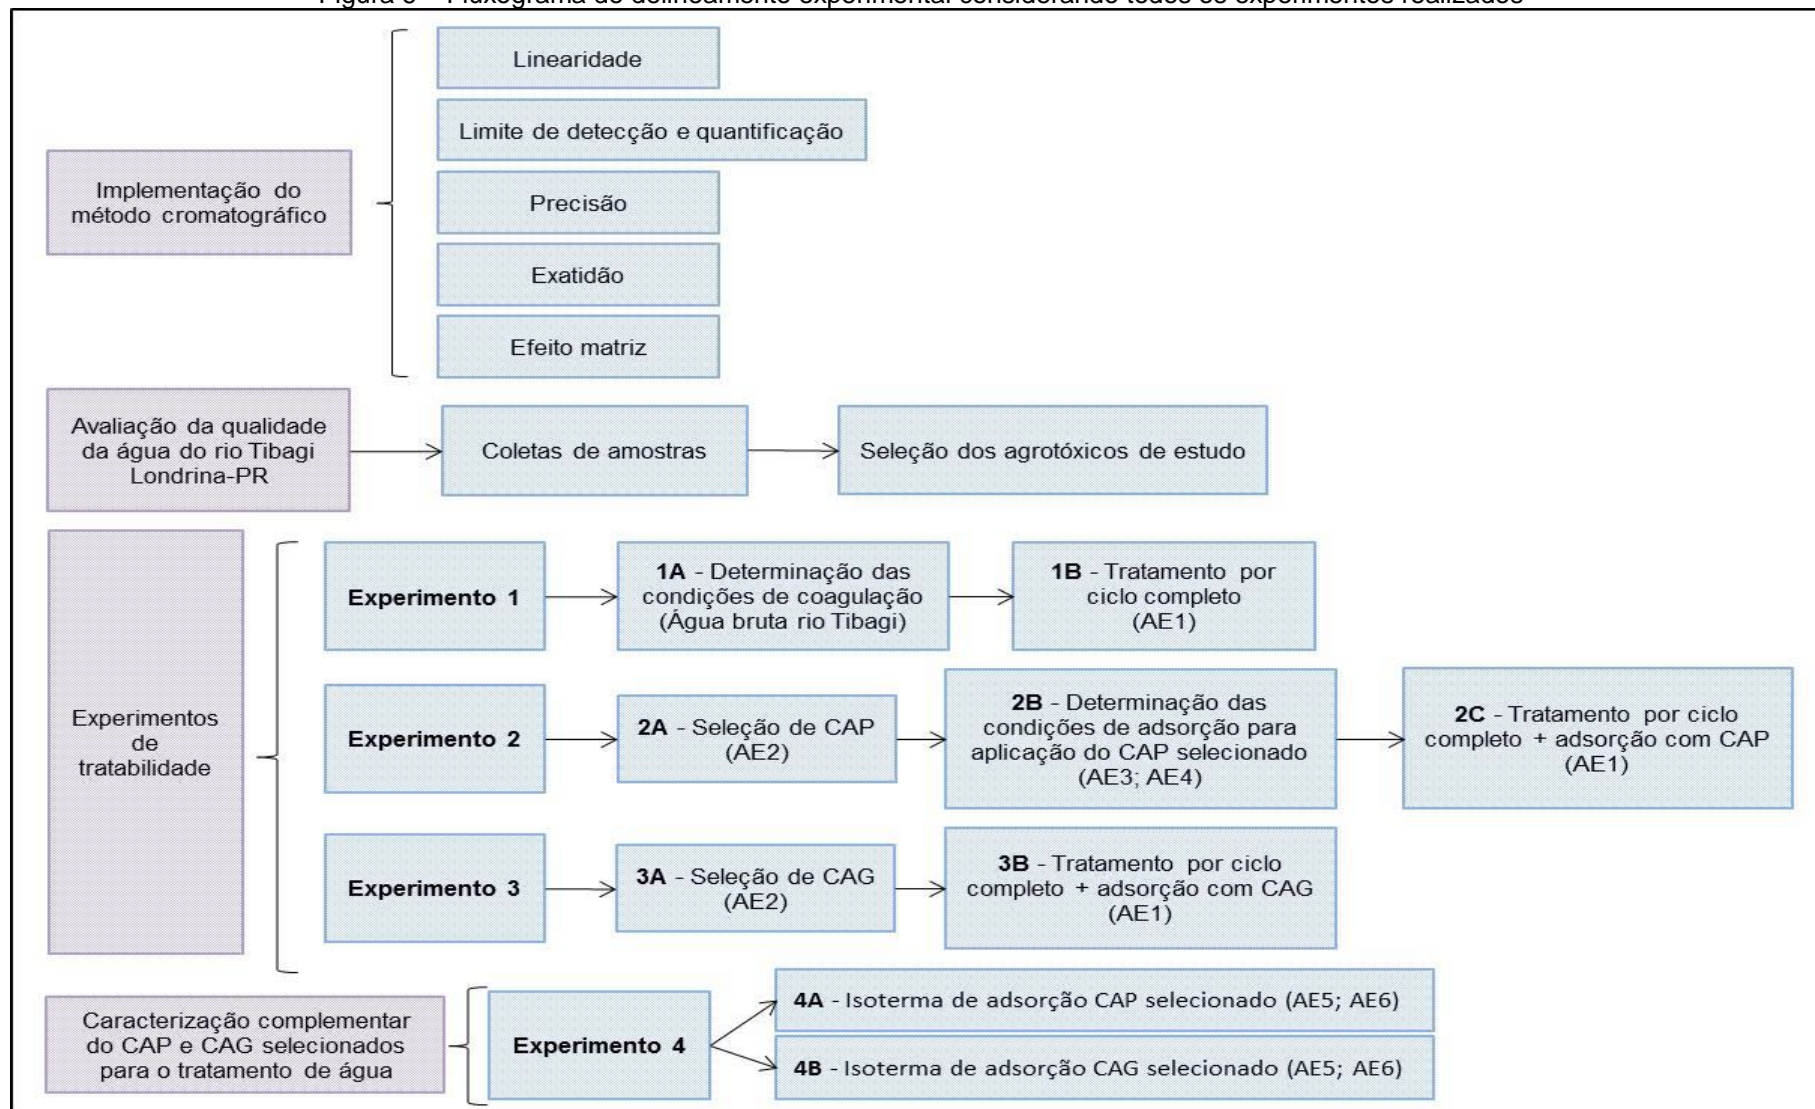 Linearidade
Limite de detecção e quantificação
Implementação do
método cromatográfico
Precisão
Exatidão
Efeito matriz
Avaliação da qualidade
da água do rio Tibagi
Londrina-PR
Coletas de amostras
Seleção dos agrotóxicos de estudo
Experimentos
de
tratabilidade
Experimento 1
1A - Determinação das
condições de coagulação
(Água bruta rio Tibagi)
1B - Tratamento por
ciclo completo
(AE1)
Experimento 2
2A - Seleção de CAP
(AE2)
2B - Determinação das
condições de adsorção para
aplicação do CAP selecionado
(AE3; AE4)
2C - Tratamento por ciclo
completo + adsorção com CAP
(AE1)
Experimento 3
3A - Seleção de CAG
(AE2)
3B - Tratamento por ciclo
completo + adsorção com CAG
(AE1)
Caracterização complementar
do CAP e CAG selecionados
para o tratamento de água
Experimento 4
4A - Isoterma de adsorção CAP selecionado (AE5; AE6)
4B - Isoterma de adsorção CAG selecionado (AE5; AE6)